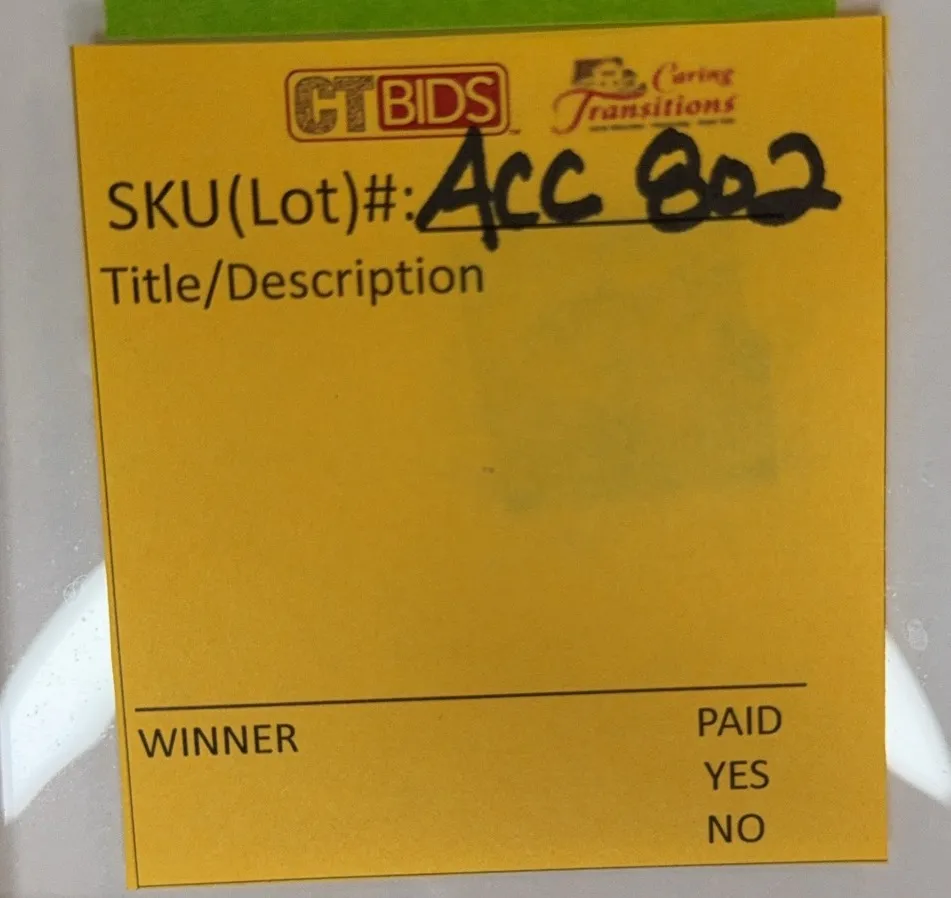 CTBIDS Caring Transitions
SKU(Lot)#: ACC 802
Title/Description
WINNER PAID
YES
NO